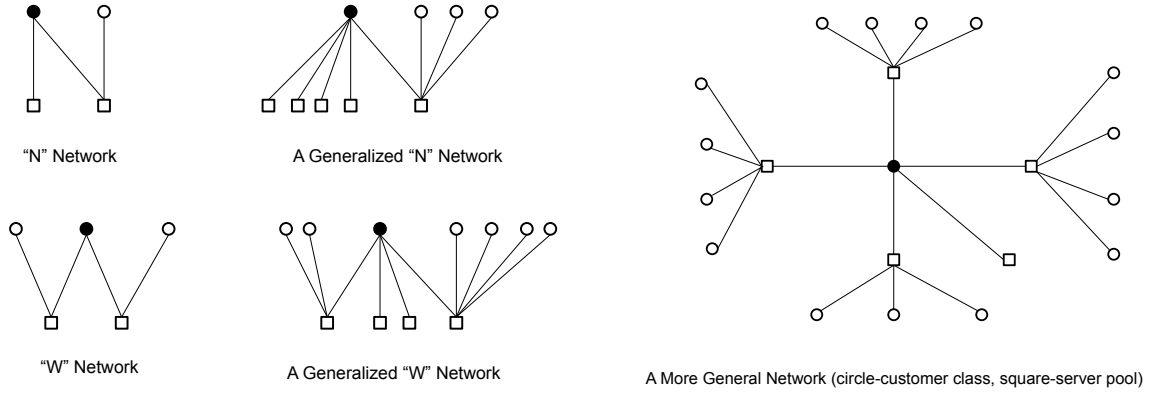 “N” Network
A Generalized “N” Network
“W” Network
A Generalized “W” Network
A More General Network (circle-customer class, square-server pool)